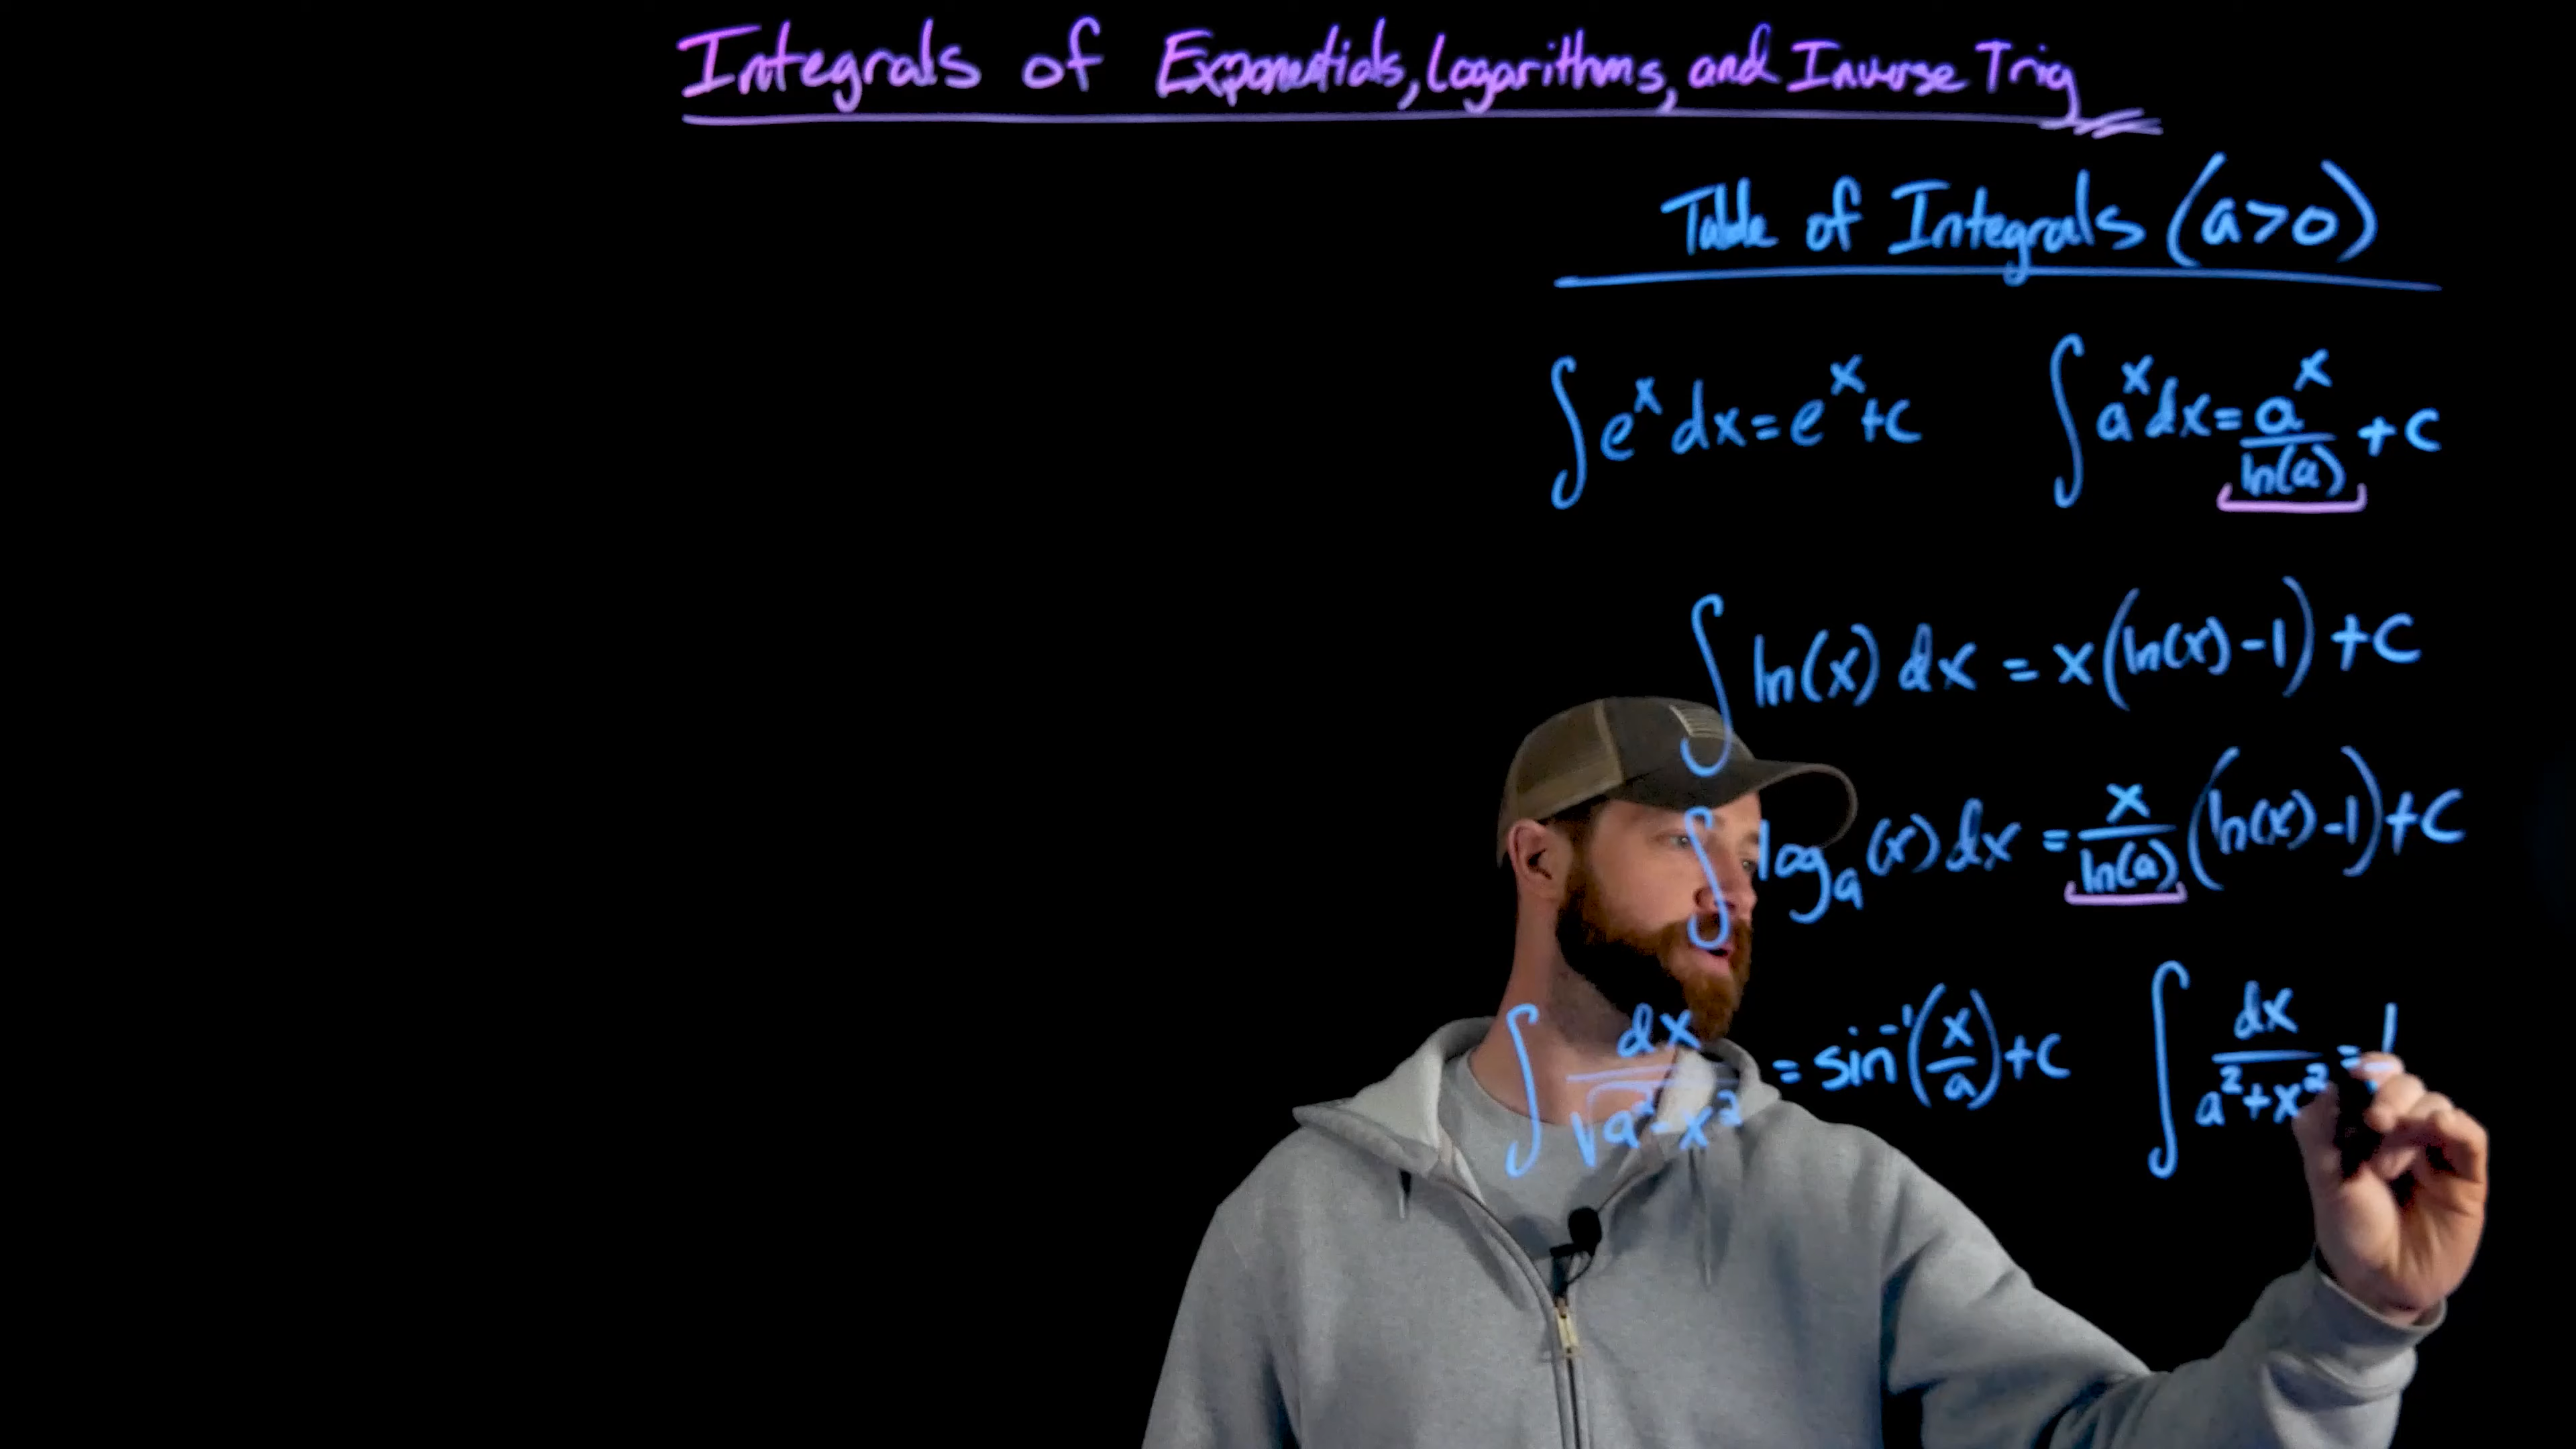 Integrals of Exponentials, Logarithms, and Inverse Trig
Table of Integrals (a>0)
∫ e^x dx = e^x + c    ∫ a^x dx = a^x / ln(a) + c
∫ ln(x) dx = x(ln(x) - 1) + c
∫ log_a (x) dx = x / ln(a) (ln(x) - 1) + c
∫ dx / √(a² - x²) = sin⁻¹(x/a) + c    ∫ dx / (a² + x²) = 1